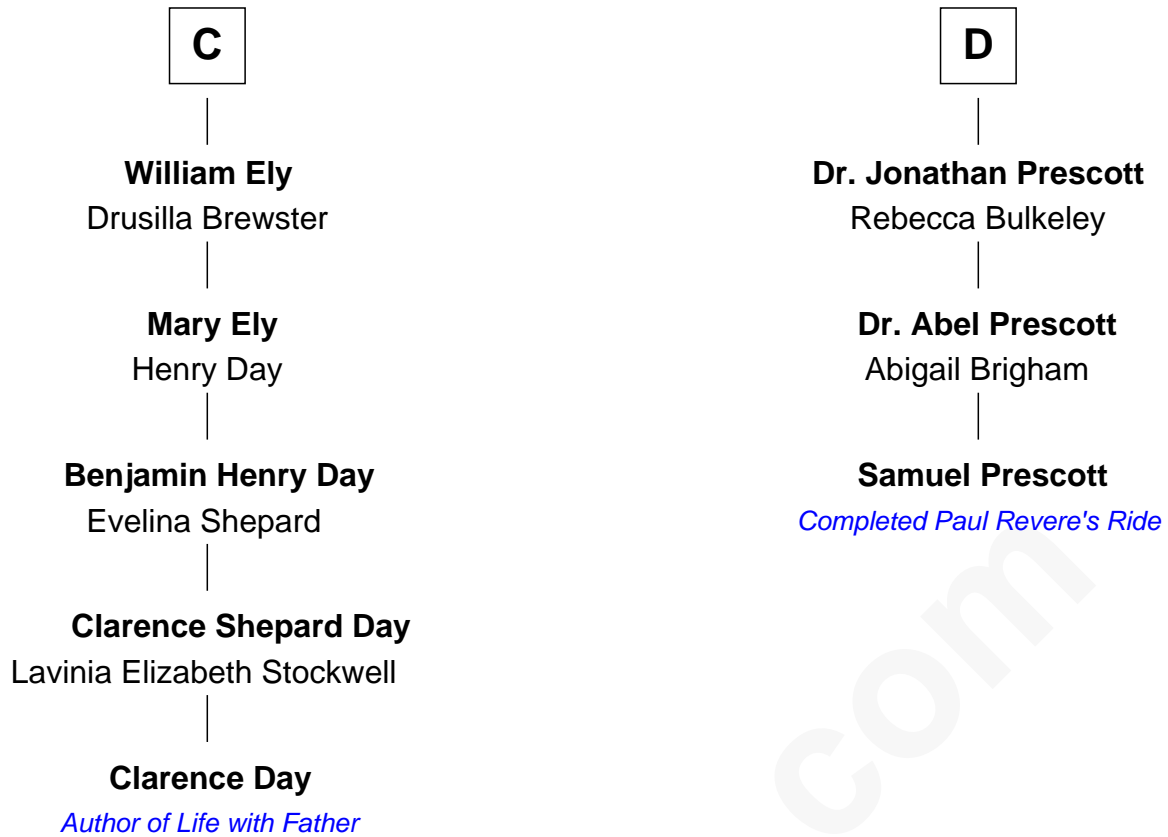 C
William Ely
Drusilla Brewster
Mary Ely
Henry Day
Benjamin Henry Day
Evelina Shepard
Clarence Shepard Day
Lavinia Elizabeth Stockwell
Clarence Day
Author of Life with Father
D
Dr. Jonathan Prescott
Rebecca Bulkeley
Dr. Abel Prescott
Abigail Brigham
Samuel Prescott
Completed Paul Revere's Ride
com